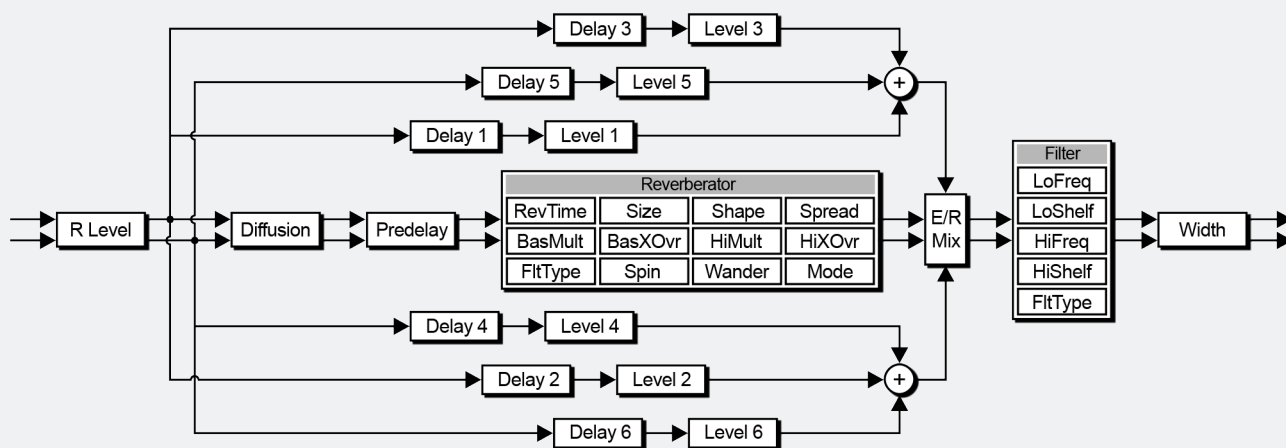 Delay 3 Level 3
Delay 5 Level 5
+
Delay 1 Level 1
R Level
Diffusion
Predelay
Reverberator
RevTime Size Shape Spread
BasMult BasXOvr HiMult HiXOvr
FltType Spin Wander Mode
E/R
Mix
Filter
LoFreq
LoShelf
HiFreq
HiShelf
FltType
Width
Delay 4 Level 4
Delay 2 Level 2
+
Delay 6 Level 6